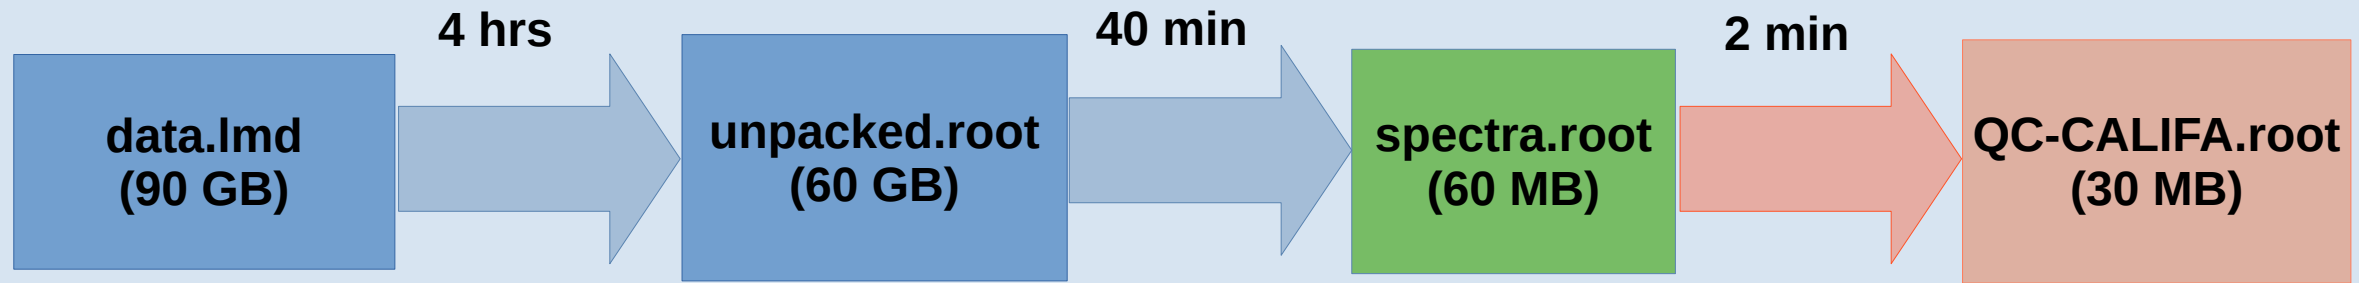 4 hrs
40 min
2 min
data.lmd
(90 GB)
unpacked.root
(60 GB)
spectra.root
(60 MB)
QC-CALIFA.root
(30 MB)